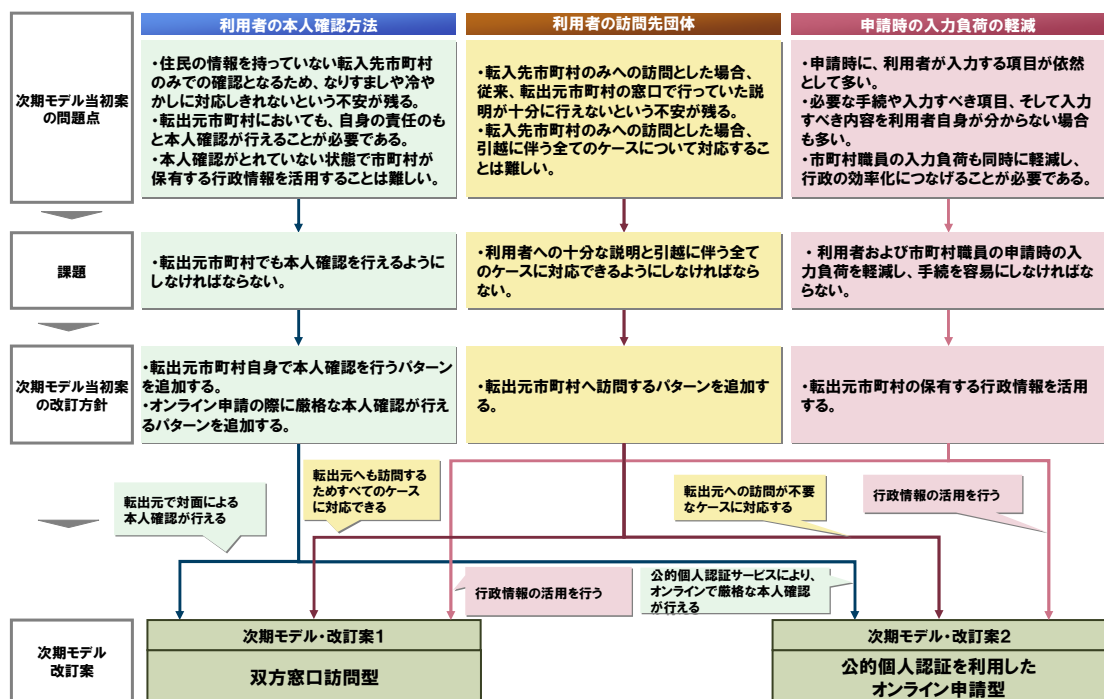 利用者の本人確認方法
利用者の訪問先団体
申請時の入力負荷の軽減
次期モデル当初案
の問題点
・住民の情報を持っていない転入先市町村
のみでの確認となるため、なりすましや冷や
かしに対応しきれないという不安が残る。
・転出元市町村においても、自身の責任のも
と本人確認が行えることが必要である。
・本人確認がとれていない状態で市町村が
保有する行政情報を活用することは難しい。
・転入先市町村のみへの訪問とした場合、
従来、転出元市町村の窓口で行っていた説
明が十分に行えないという不安が残る。
・転入先市町村のみへの訪問とした場合、
引越に伴う全てのケースについて対応するこ
とは難しい。
・申請時に、利用者が入力する項目が依然
として多い。
・必要な手続や入力すべき項目、そして入力
すべき内容を利用者自身が分からない場合
も多い。
・市町村職員の入力負荷も同時に軽減し、
行政の効率化につなげることが必要である。
課題
・転出元市町村でも本人確認を行えるように
しなければならない。
・利用者への十分な説明と引越に伴う全て
のケースに対応できるようにしなければなら
ない。
・利用者および市町村職員の申請時の入
力負荷を軽減し、手続を容易にしなければな
らない。
次期モデル当初案
の改訂方針
・転出元市町村自身で本人確認を行うパターン
を追加する。
・オンライン申請の際に厳格な本人確認が行え
るパターンを追加する。
・転出元市町村へ訪問するパターンを追加す
る。
・転出元市町村の保有する行政情報を活用
する。
転出元で対面による
本人確認が行える
転出元へも訪問する
ためすべてのケース
に対応できる
転出元への訪問が不要
なケースに対応する
行政情報の活用を行う
行政情報の活用を行う
公的個人認証サービスにより、
オンラインで厳格な本人確認
が行える
次期モデル
改訂案
次期モデル・改訂案1
双方窓口訪問型
次期モデル・改訂案2
公的個人認証を利用した
オンライン申請型